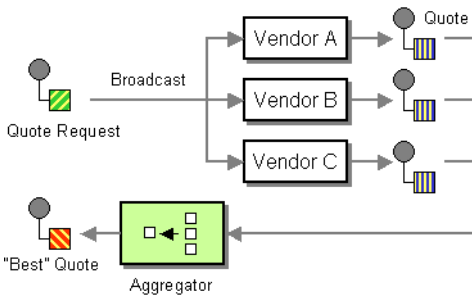 Quote
Vendor A
Broadcast
Vendor B
Quote Request
Vendor C
"Best" Quote
Aggregator